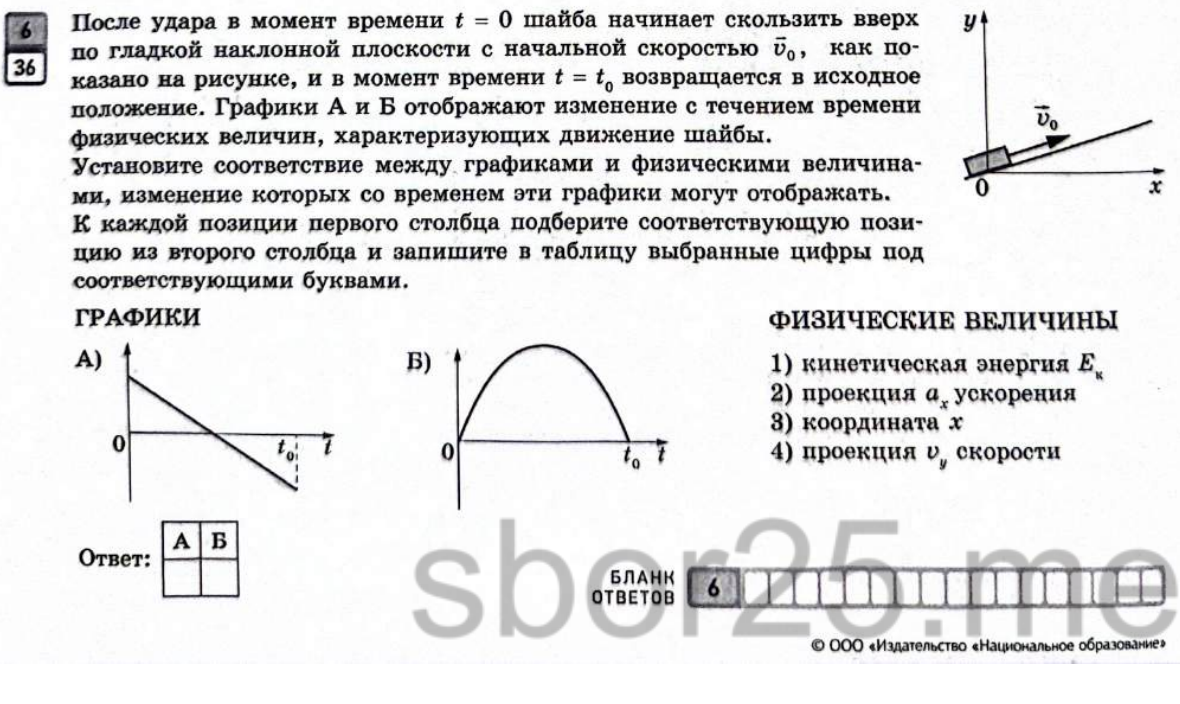 6
36
После удара в момент времени t = 0 шайба начинает скользить вверх
по гладкой наклонной плоскости с начальной скоростью v⃗₀, как по-
казано на рисунке, и в момент времени t = t₀ возвращается в исходное
положение. Графики А и Б отображают изменение с течением времени
физических величин, характеризующих движение шайбы.
Установите соответствие между графиками и физическими величина-
ми, изменение которых со временем эти графики могут отображать.
К каждой позиции первого столбца подберите соответствующую пози-
цию из второго столбца и запишите в таблицу выбранные цифры под
соответствующими буквами.
y
v⃗₀
0
x
ГРАФИКИ
А)
0
t₀
t
Б)
0
t₀
t
ФИЗИЧЕСКИЕ ВЕЛИЧИНЫ
1) кинетическая энергия Eₖ
2) проекция aₓ ускорения
3) координата x
4) проекция v_y скорости
Ответ:
А Б
БЛАНК
ОТВЕТОВ
6
sbor25.me
© ООО «Издательство «Национальное образование»